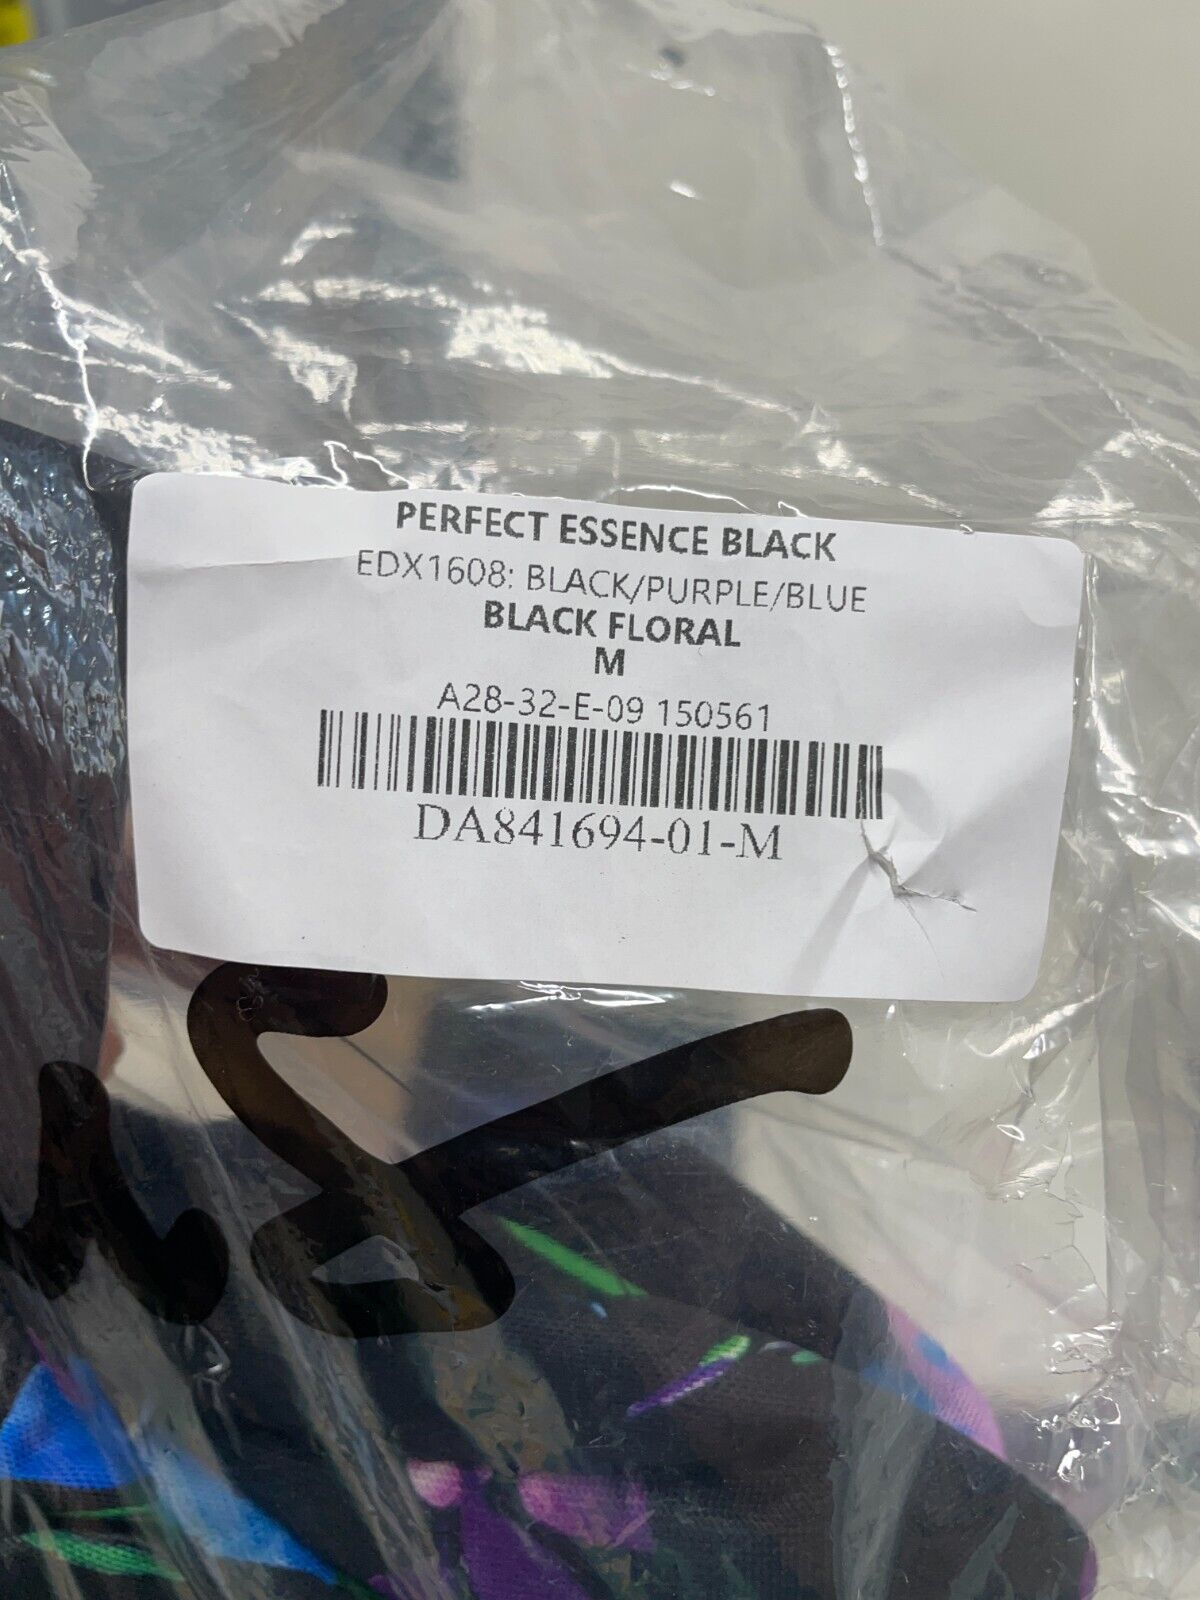 PERFECT ESSENCE BLACK
EDX1608: BLACK/PURPLE/BLUE
BLACK FLORAL
M
A28-32-E-09 150561
DA841694-01-M